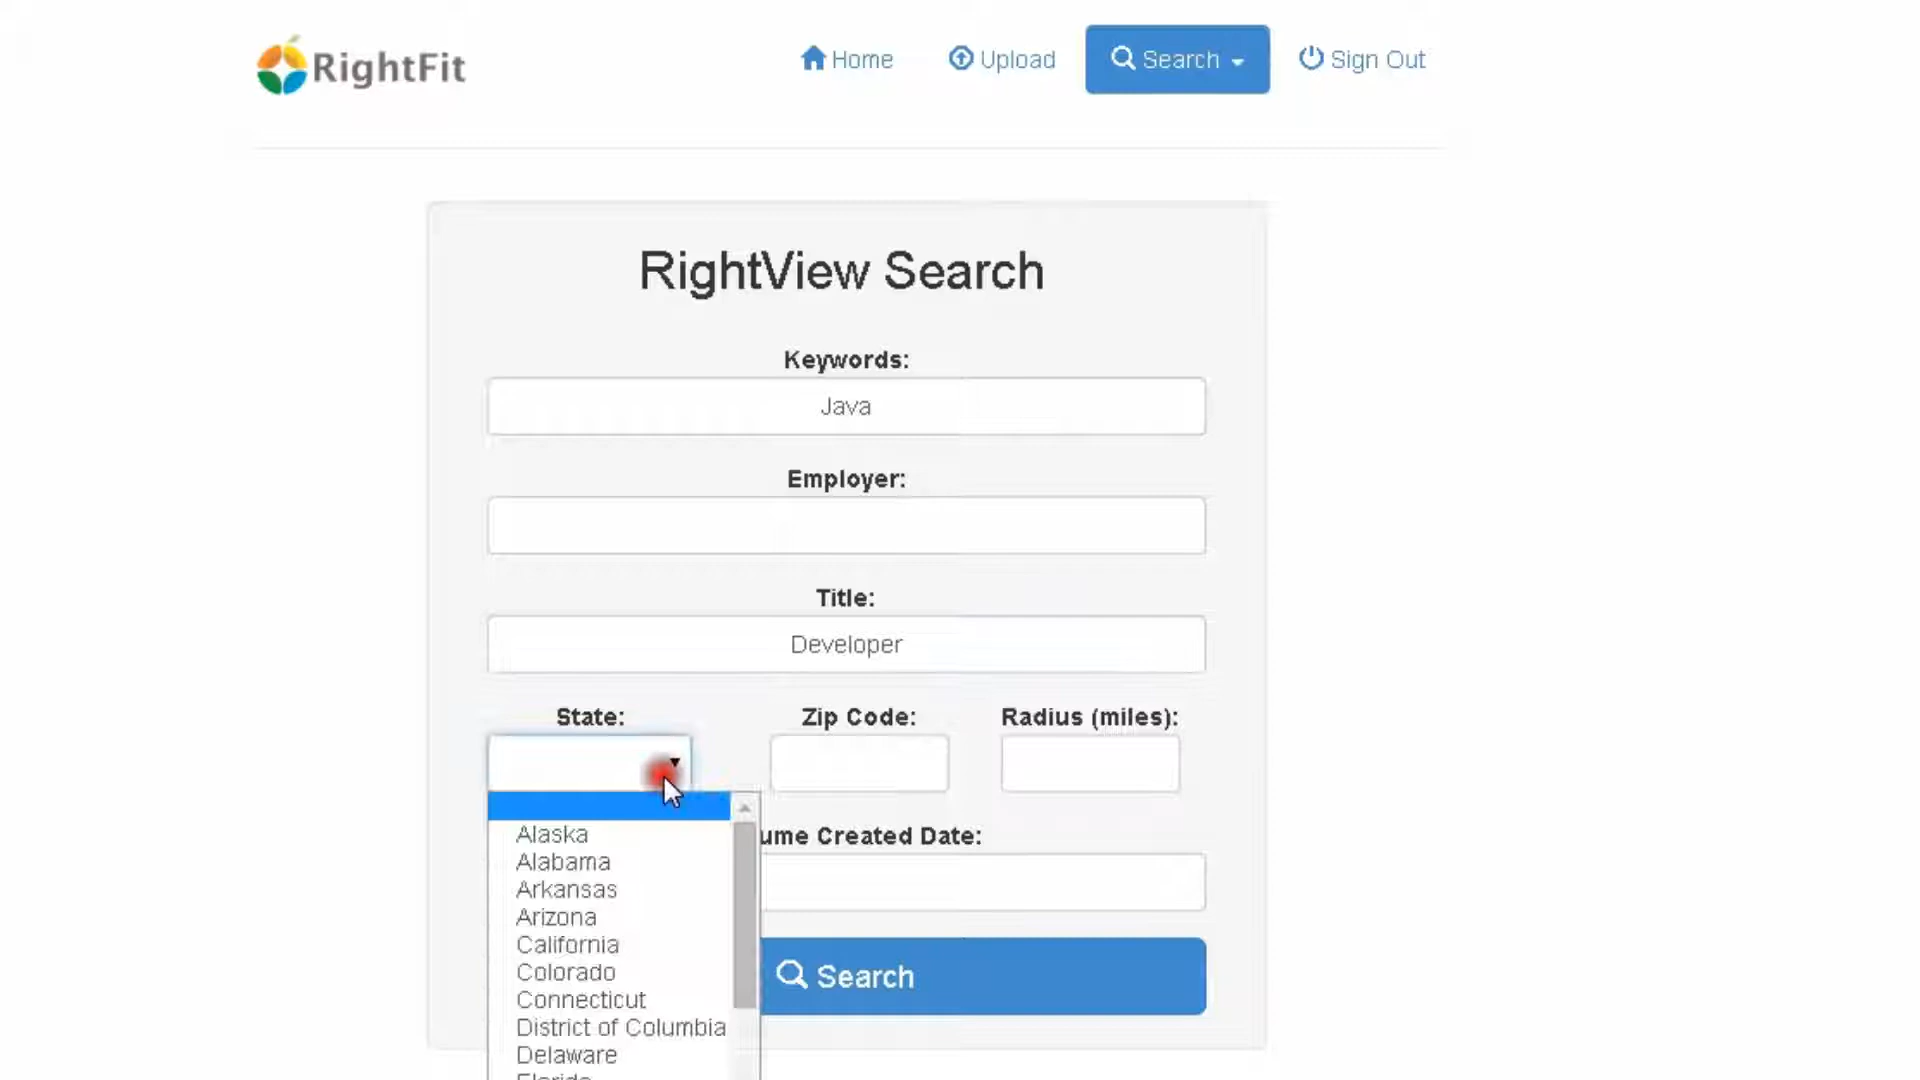 RightFit
Home
Upload
Search
Sign Out
RightView Search
Keywords:
Java
Employer:
Title:
Developer
State:
Zip Code:
Radius (miles):
ume Created Date:
Alaska
Alabama
Arkansas
Arizona
California
Colorado
Connecticut
District of Columbia
Delaware
Florida
Search